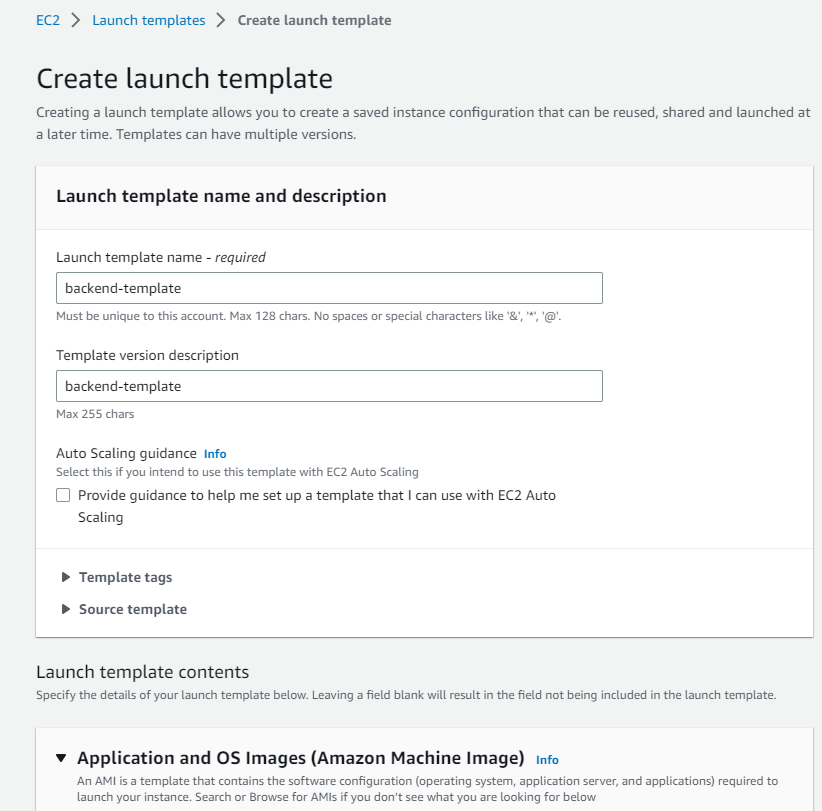 EC2 > Launch templates > Create launch template
Create launch template
Creating a launch template allows you to create a saved instance configuration that can be reused, shared and launched at
a later time. Templates can have multiple versions.
Launch template name and description
Launch template name - required
backend-template
Must be unique to this account. Max 128 chars. No spaces or special characters like '&', '*', '@'.
Template version description
backend-template
Max 255 chars
Auto Scaling guidance Info
Select this if you intend to use this template with EC2 Auto Scaling
Provide guidance to help me set up a template that I can use with EC2 Auto
Scaling
Template tags
Source template
Launch template contents
Specify the details of your launch template below. Leaving a field blank will result in the field not being included in the launch template.
Application and OS Images (Amazon Machine Image) Info
An AMI is a template that contains the software configuration (operating system, application server, and applications) required to
launch your instance. Search or Browse for AMIs if you don't see what you are looking for below